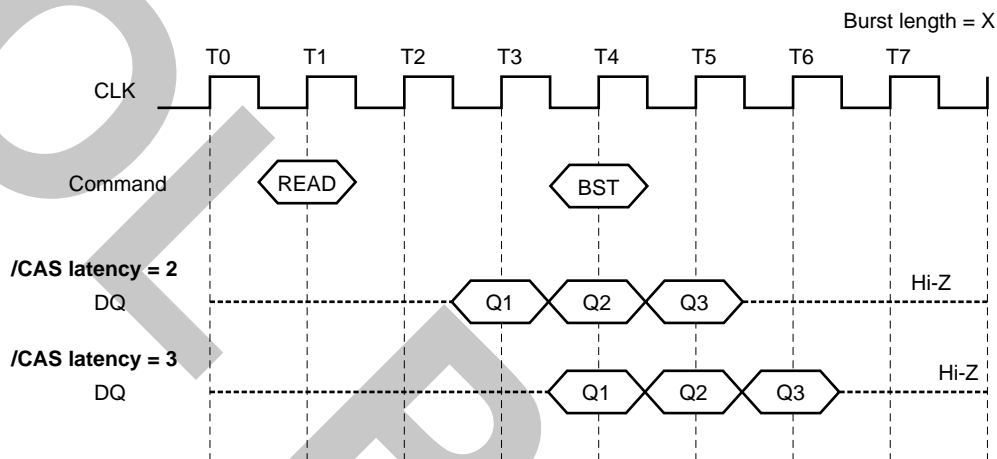 Burst length = X
T0 T1 T2 T3 T4 T5 T6 T7
CLK
Command READ BST
/CAS latency = 2
DQ Q1 Q2 Q3 Hi-Z
/CAS latency = 3
DQ Q1 Q2 Q3 Hi-Z